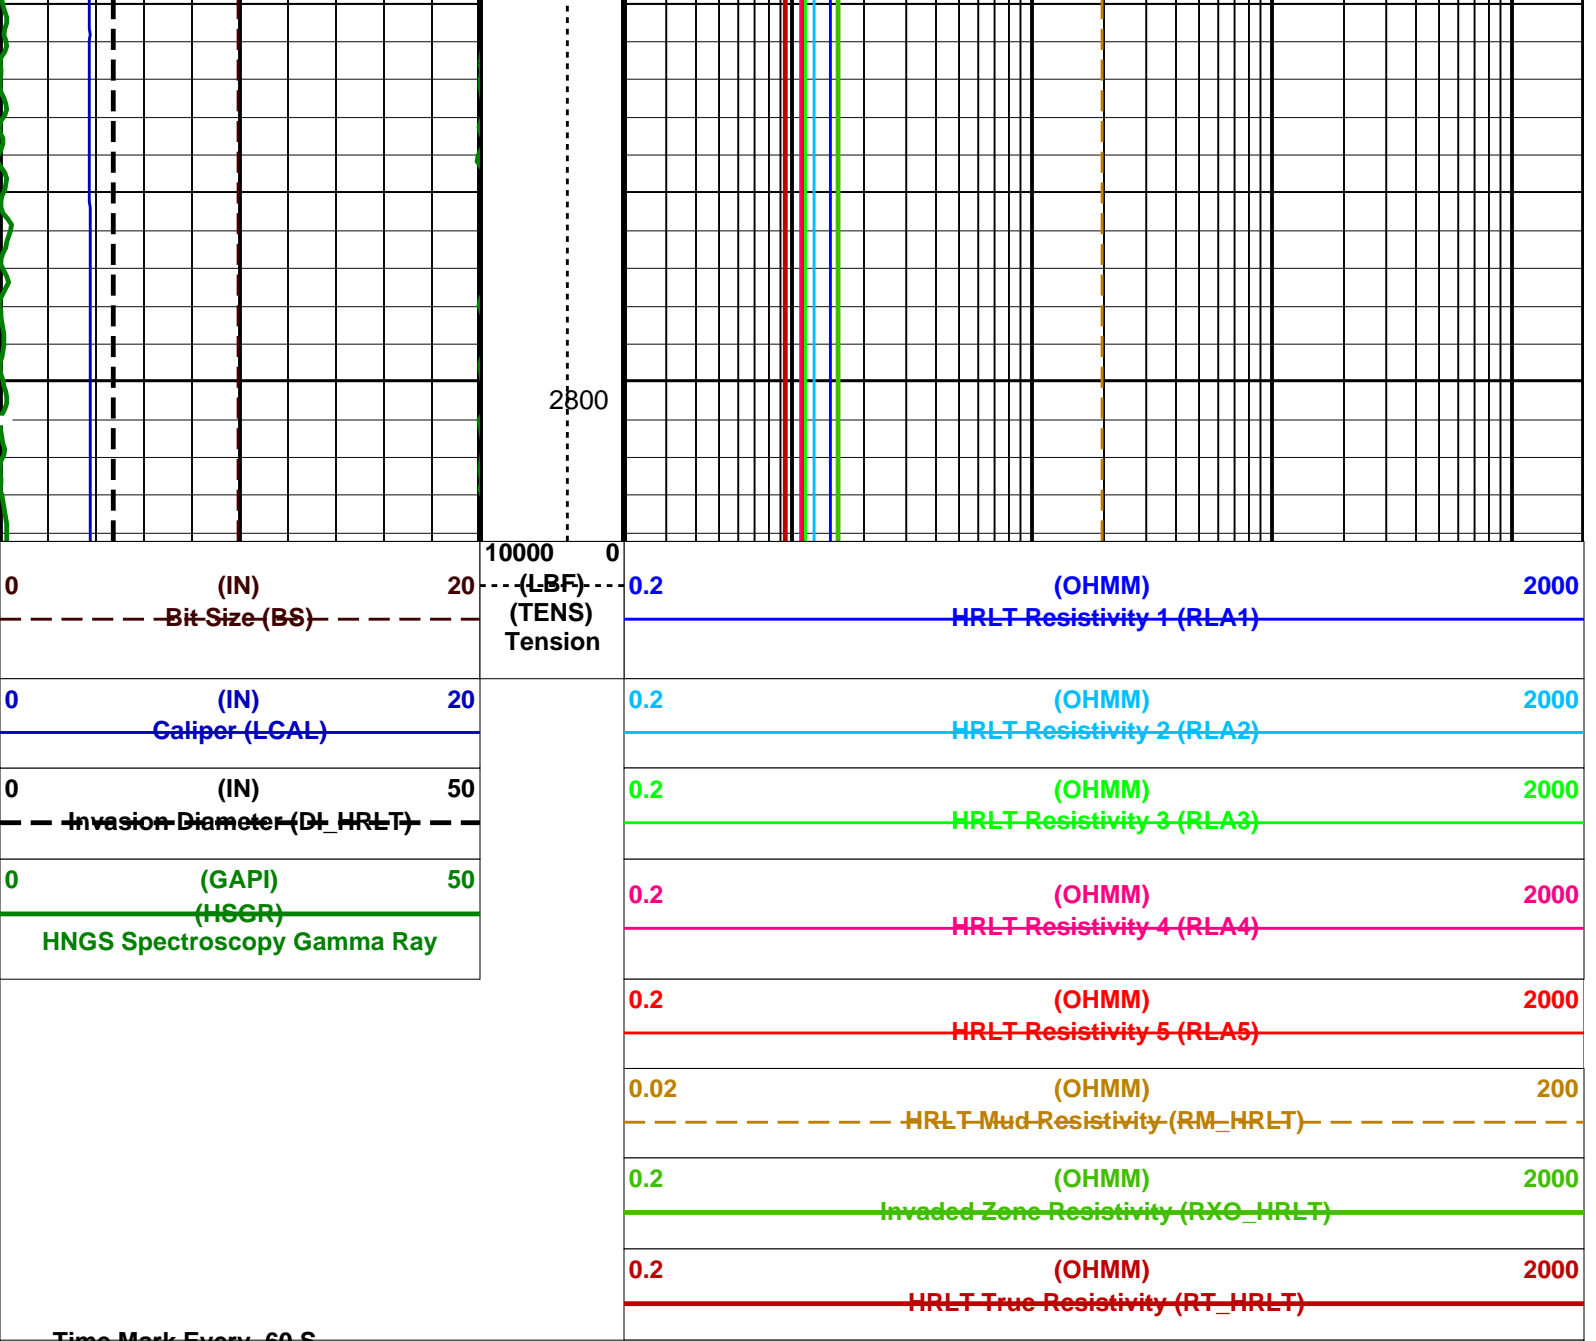 2800
10000 0
(LBF)
(TENS)
Tension
0 (IN) 20
Bit Size (BS)
0 (IN) 20
Caliper (LCAL)
0 (IN) 50
Invasion Diameter (DI_HRLT)
0 (GAPI) 50
(HSGR)
HNGS Spectroscopy Gamma Ray
0.2 (OHMM) 2000
HRLT Resistivity 1 (RLA1)
0.2 (OHMM) 2000
HRLT Resistivity 2 (RLA2)
0.2 (OHMM) 2000
HRLT Resistivity 3 (RLA3)
0.2 (OHMM) 2000
HRLT Resistivity 4 (RLA4)
0.2 (OHMM) 2000
HRLT Resistivity 5 (RLA5)
0.02 (OHMM) 200
HRLT Mud Resistivity (RM_HRLT)
0.2 (OHMM) 2000
Invaded Zone Resistivity (RXO_HRLT)
0.2 (OHMM) 2000
HRLT True Resistivity (RT_HRLT)
Time Mark Every 60 S